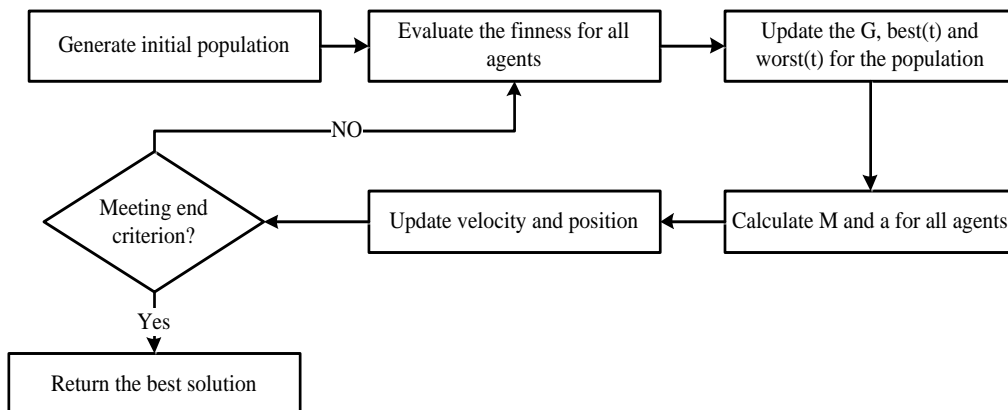 Generate initial population
Evaluate the finness for all
agents
Update the G, best(t) and
worst(t) for the population
NO
Meeting end
criterion?
Update velocity and position
Calculate M and a for all agents
Yes
Return the best solution